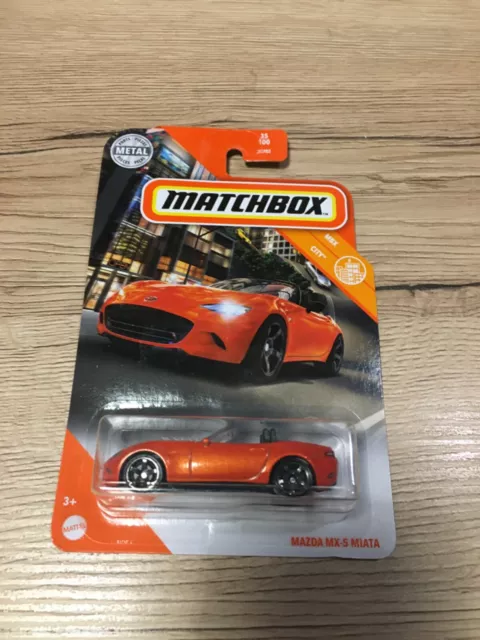 METAL
33
100
MATCHBOX
MBX
CITY
3+
MATTEL
MAZDA MX-5 MIATA